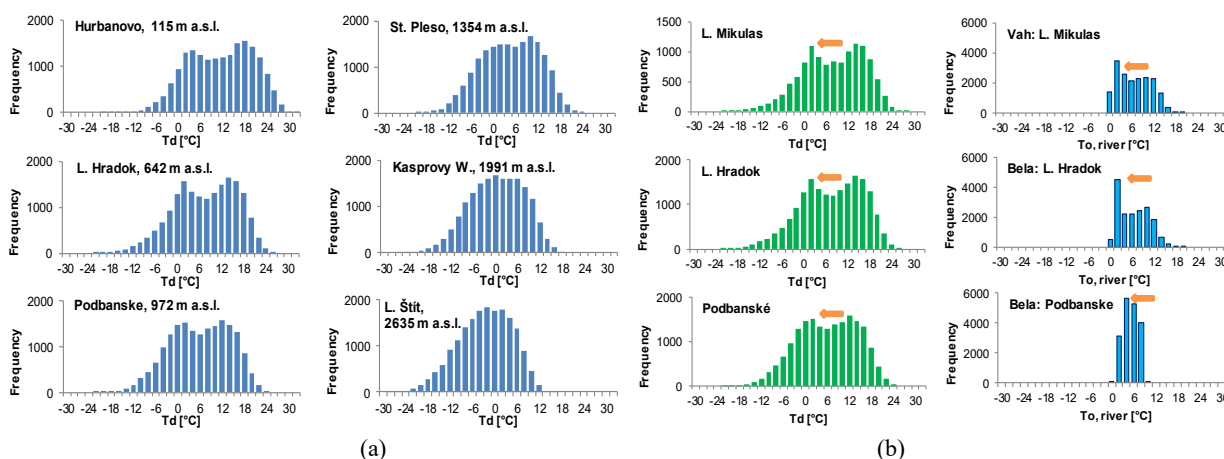 Hurbanovo, 115 m a.s.l.
Frequency
2000
1000
0
-30 -24 -18 -12 -6 0 6 12 18 24 30
Td [°C]
St. Pleso, 1354 m a.s.l.
Frequency
2000
1000
0
-30 -24 -18 -12 -6 0 6 12 18 24 30
Td [°C]
L. Mikulas
Frequency
1500
1000
500
0
-30 -24 -18 -12 -6 0 6 12 18 24 30
Td [°C]
Vah: L. Mikulas
Frequency
6000
4000
2000
0
-30 -24 -18 -12 -6 0 6 12 18 24 30
To, river [°C]
L. Hradok, 642 m a.s.l.
Frequency
2000
1000
0
-30 -24 -18 -12 -6 0 6 12 18 24 30
Td [°C]
Kasprovy W., 1991 m a.s.l.
Frequency
2000
1000
0
-30 -24 -18 -12 -6 0 6 12 18 24 30
Td [°C]
L. Hradok
Frequency
2000
1000
0
-30 -24 -18 -12 -6 0 6 12 18 24 30
Td [°C]
Bela: L. Hradok
Frequency
6000
4000
2000
0
-30 -24 -18 -12 -6 0 6 12 18 24 30
To, river [°C]
Podbanske, 972 m a.s.l.
Frequency
2000
1000
0
-30 -24 -18 -12 -6 0 6 12 18 24 30
Td [°C]
L. Štít,
2635 m a.s.l.
Frequency
2000
1000
0
-30 -24 -18 -12 -6 0 6 12 18 24 30
Td [°C]
Podbanské
Frequency
2000
1000
0
-30 -24 -18 -12 -6 0 6 12 18 24 30
Td [°C]
Bela: Podbanske
Frequency
6000
4000
2000
0
-30 -24 -18 -12 -6 0 6 12 18 24 30
To, river [°C]
(a)
(b)